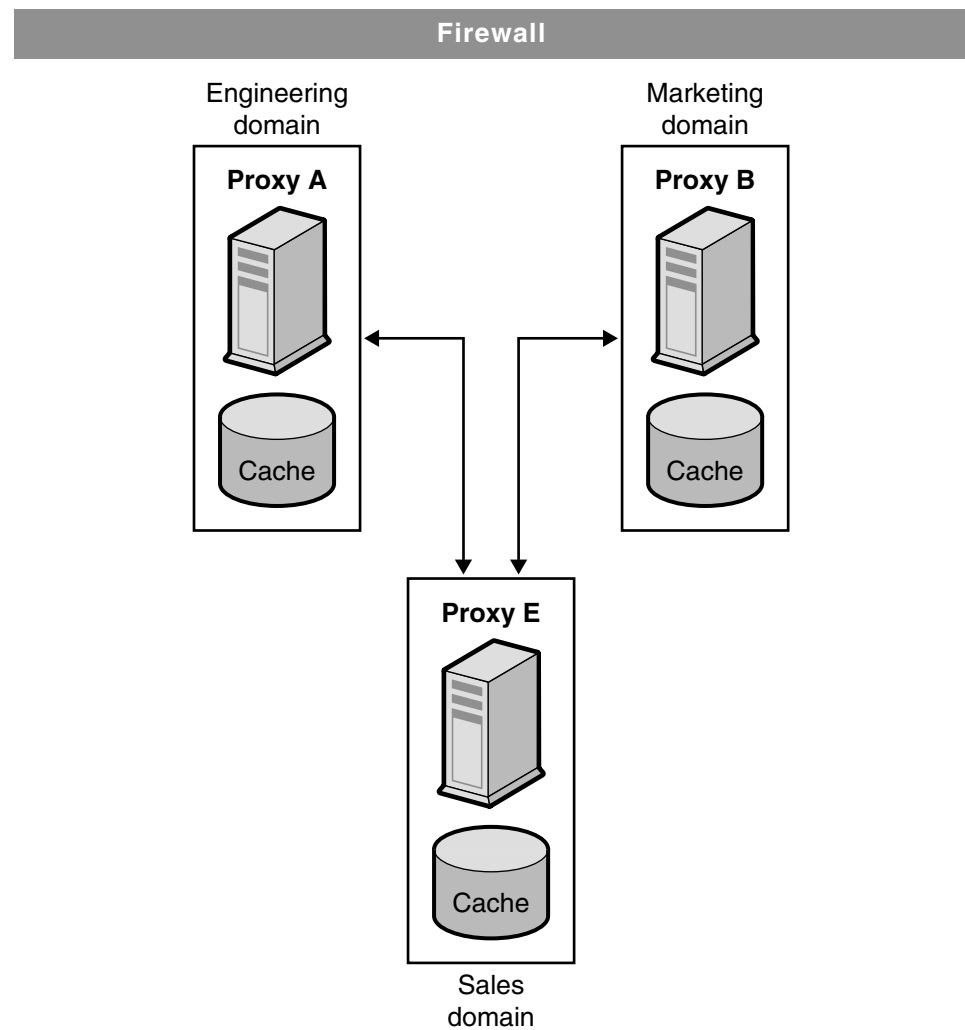 Firewall
Engineering
domain
Proxy A
Cache
Marketing
domain
Proxy B
Cache
Proxy E
Cache
Sales
domain